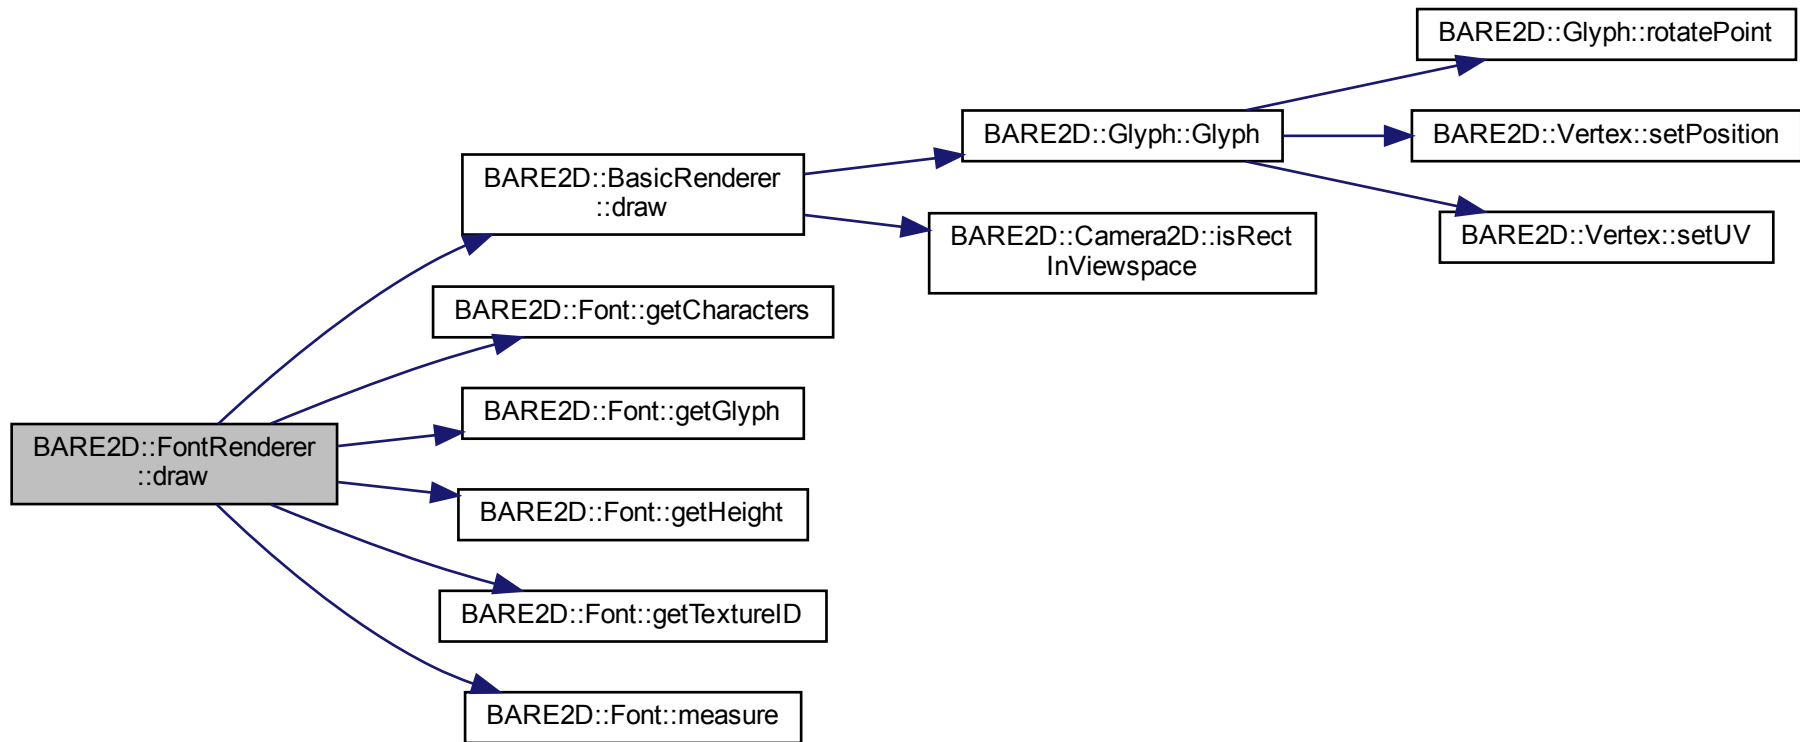 BARE2D::Glyph::rotatePoint
BARE2D::Glyph::Glyph
BARE2D::Vertex::setPosition
BARE2D::BasicRenderer
::draw
BARE2D::Camera2D::isRect
InViewspace
BARE2D::Vertex::setUV
BARE2D::Font::getCharacters
BARE2D::Font::getGlyph
BARE2D::FontRenderer
::draw
BARE2D::Font::getHeight
BARE2D::Font::getTextureID
BARE2D::Font::measure